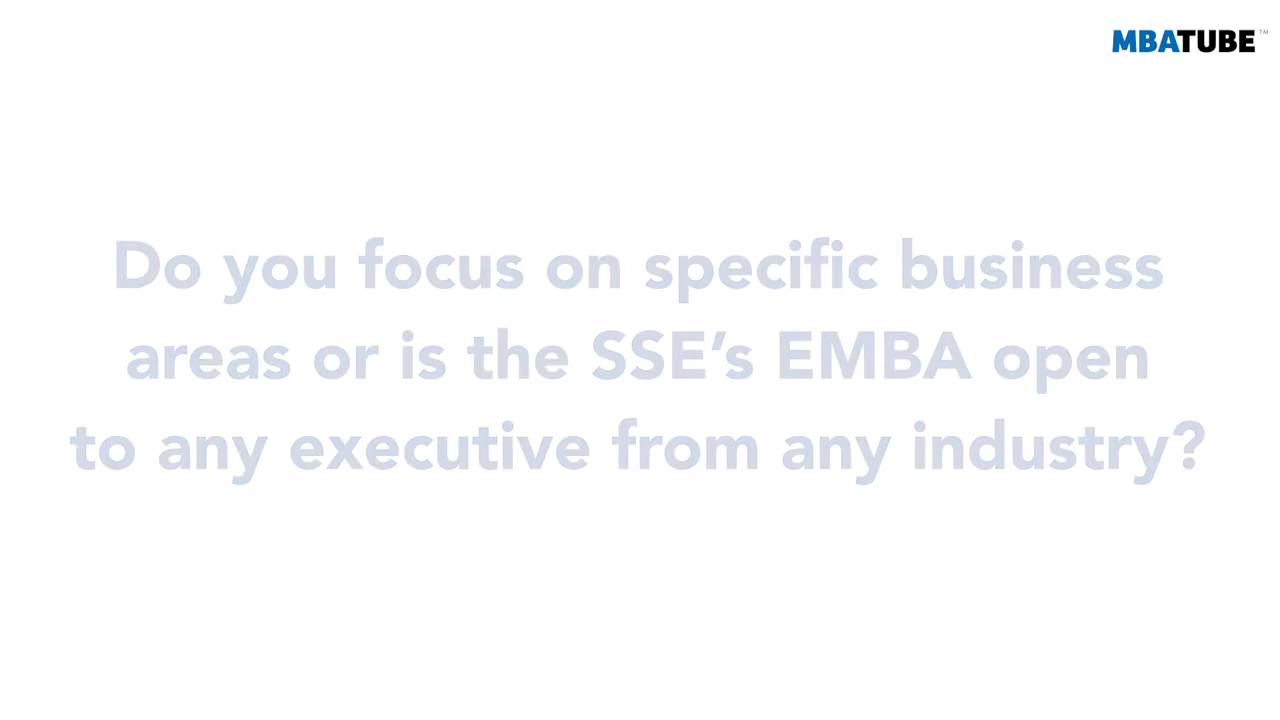 MBATUBE™
Do you focus on specific business
areas or is the SSE’s EMBA open
to any executive from any industry?